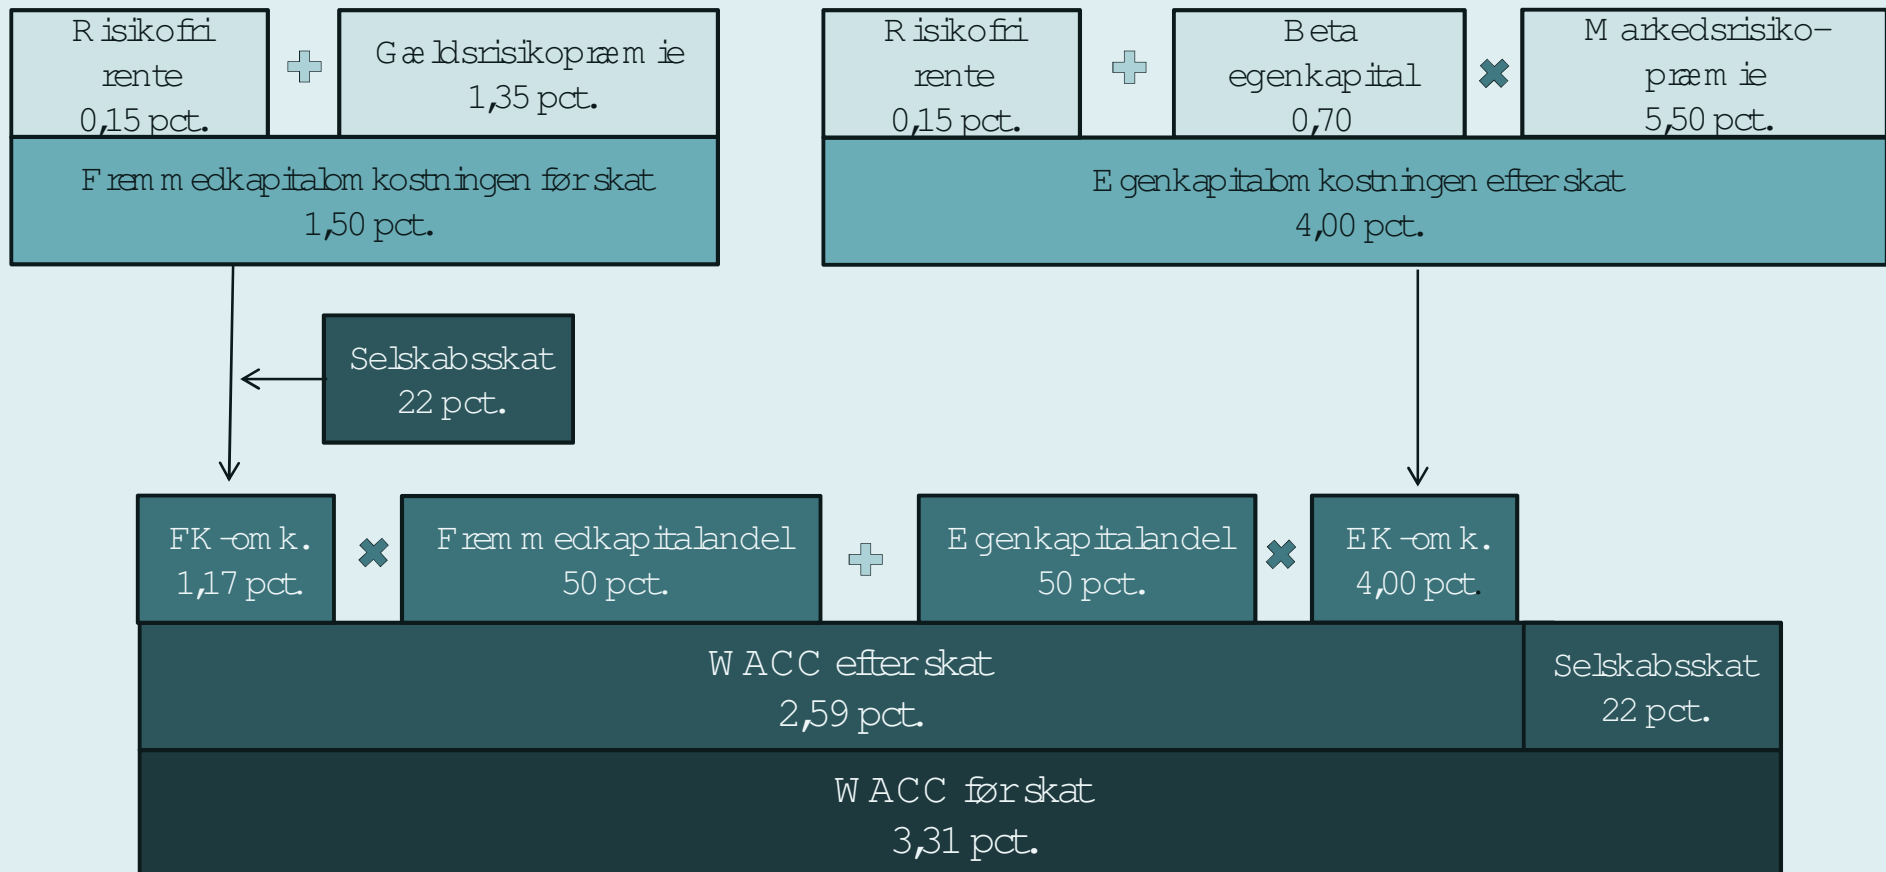 Risikofri
rente
0,15 pct.
Gældsrisikopræmie
1,35 pct.
Fremmedkapitalomkostningen før skat
1,50 pct.
Risikofri
rente
0,15 pct.
Beta
egenkapital
0,70
Markedsrisiko-
præmie
5,50 pct.
Egenkapitalomkostningen efter skat
4,00 pct.
Selskabsskat
22 pct.
FK-omk.
1,17 pct.
Fremmedkapitalandel
50 pct.
Egenkapitalandel
50 pct.
EK-omk.
4,00 pct.
WACC efter skat
2,59 pct.
Selskabsskat
22 pct.
WACC før skat
3,31 pct.